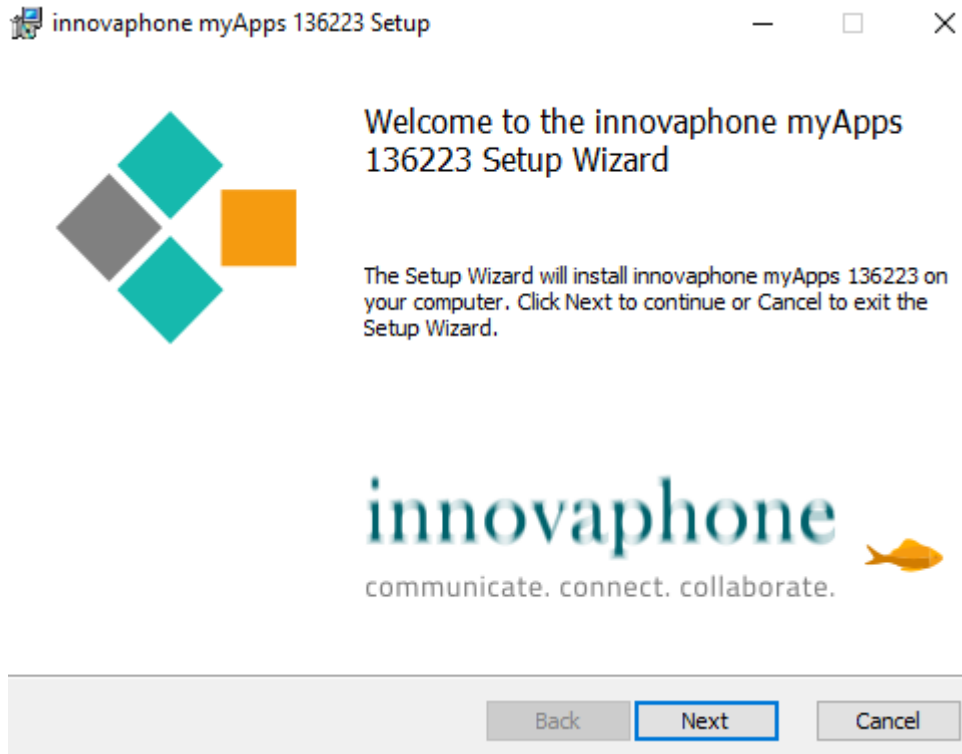 innovaphone myApps 136223 Setup
Welcome to the innovaphone myApps
136223 Setup Wizard
The Setup Wizard will install innovaphone myApps 136223 on
your computer. Click Next to continue or Cancel to exit the
Setup Wizard.
innovaphone
communicate. connect. collaborate.
Back Next Cancel